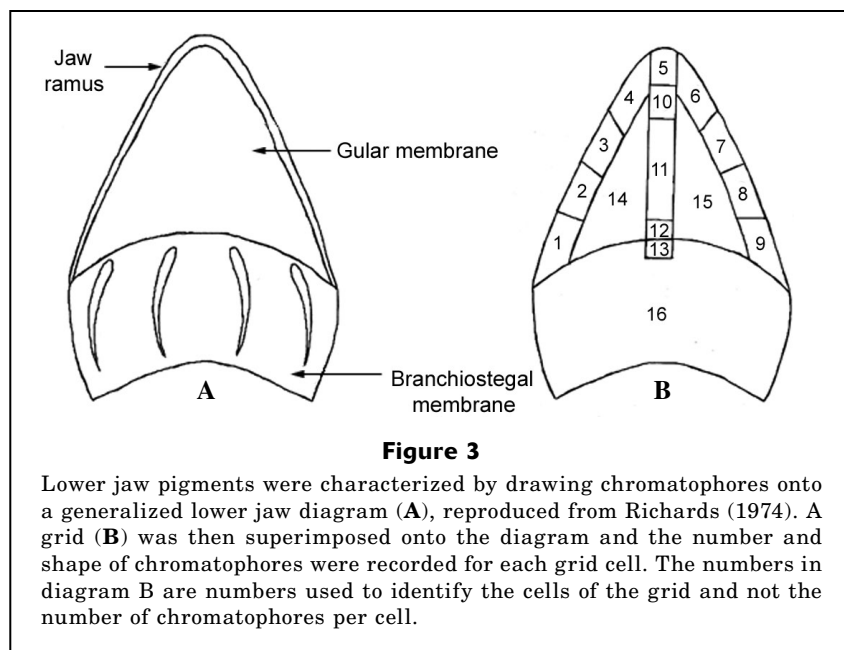 Jaw
ramus
Gular membrane
Branchiostegal
membrane
A
5
4
10
6
3
7
11
2
14
15
8
12
1
13
9
16
B
Figure 3
Lower jaw pigments were characterized by drawing chromatophores onto
a generalized lower jaw diagram (A), reproduced from Richards (1974). A
grid (B) was then superimposed onto the diagram and the number and
shape of chromatophores were recorded for each grid cell. The numbers in
diagram B are numbers used to identify the cells of the grid and not the
number of chromatophores per cell.